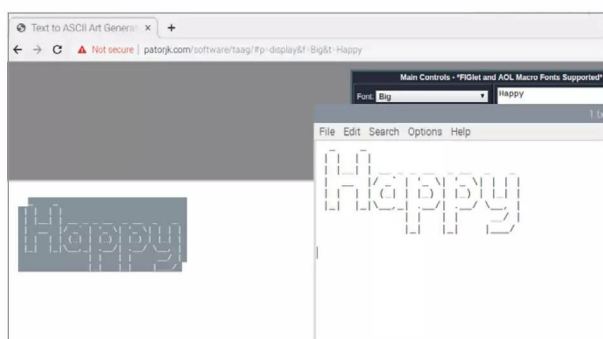 Text to ASCII Art Genera
Not secure | patorjk.com/software/taag/#p=display&f=Big&t=Happy
Main Controls - *FIGlet and AOL Macro Fonts Supported*
Font: Big
Happy
File Edit Search Options Help
Happy
Happy